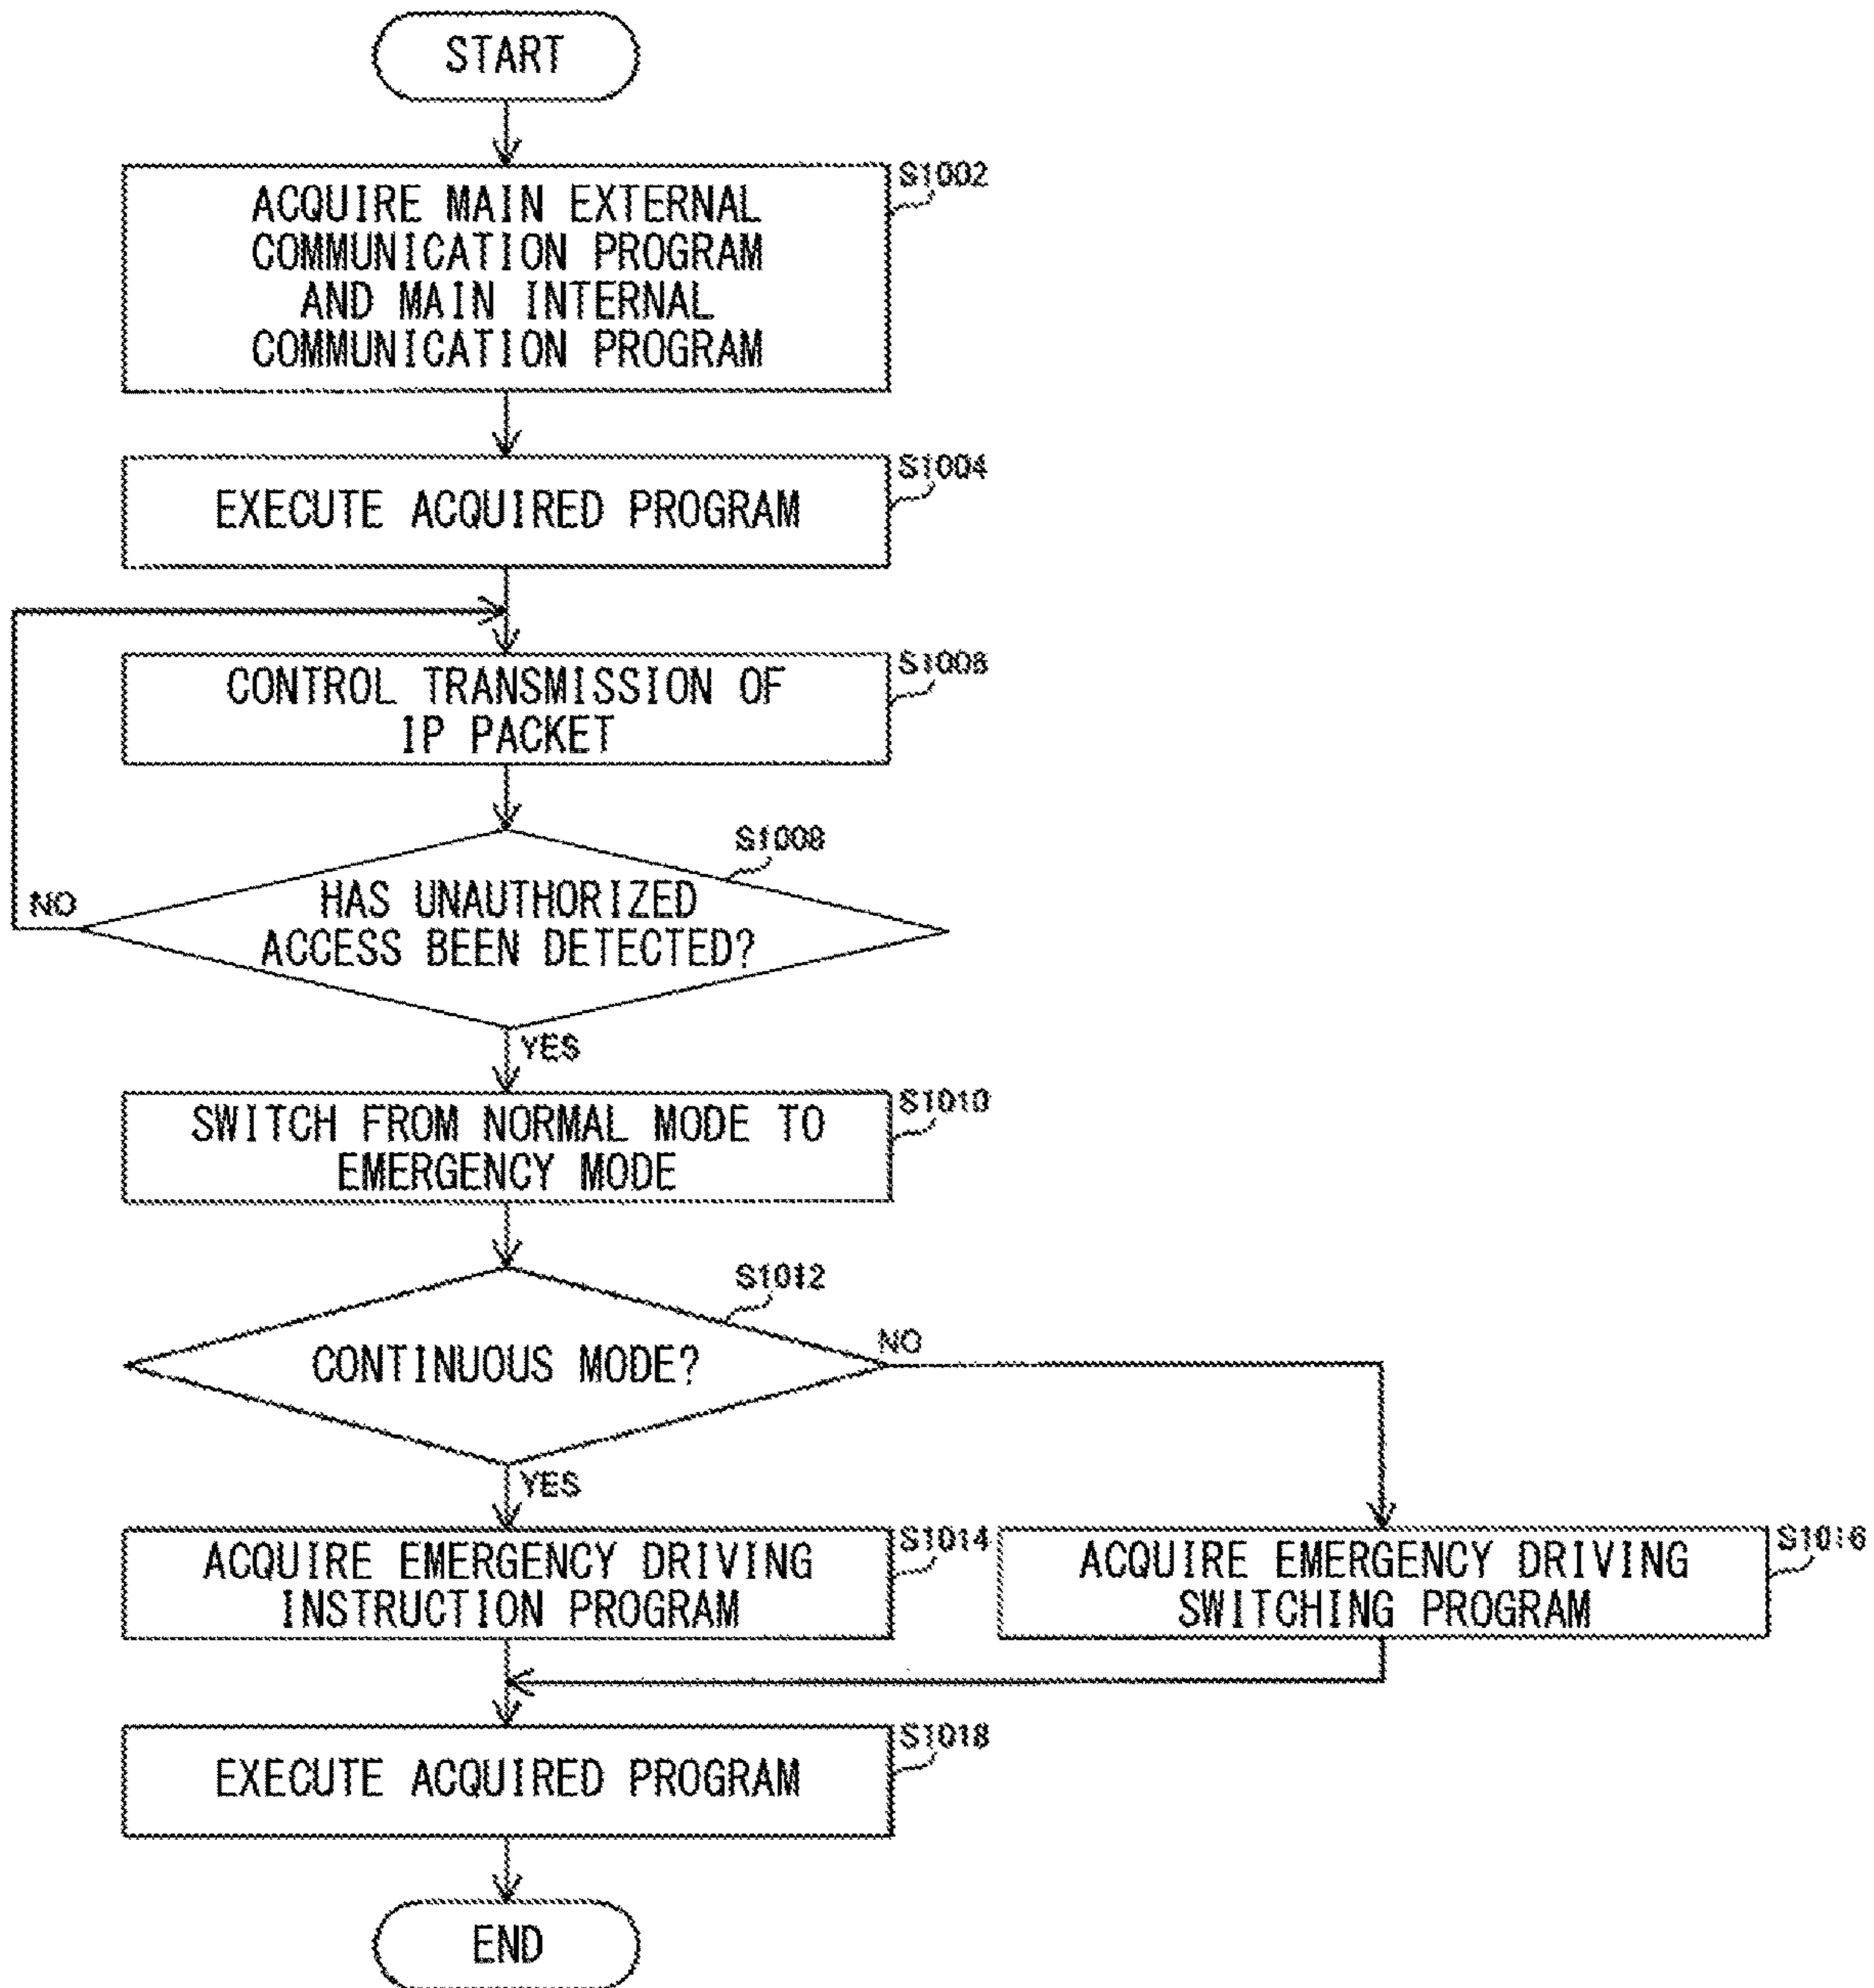 START
S1002
ACQUIRE MAIN EXTERNAL
COMMUNICATION PROGRAM
AND MAIN INTERNAL
COMMUNICATION PROGRAM
S1004
EXECUTE ACQUIRED PROGRAM
S1006
CONTROL TRANSMISSION OF
IP PACKET
S1008
HAS UNAUTHORIZED
ACCESS BEEN DETECTED?
NO
YES
S1010
SWITCH FROM NORMAL MODE TO
EMERGENCY MODE
S1012
CONTINUOUS MODE?
NO
YES
S1014
ACQUIRE EMERGENCY DRIVING
INSTRUCTION PROGRAM
S1016
ACQUIRE EMERGENCY DRIVING
SWITCHING PROGRAM
S1018
EXECUTE ACQUIRED PROGRAM
END